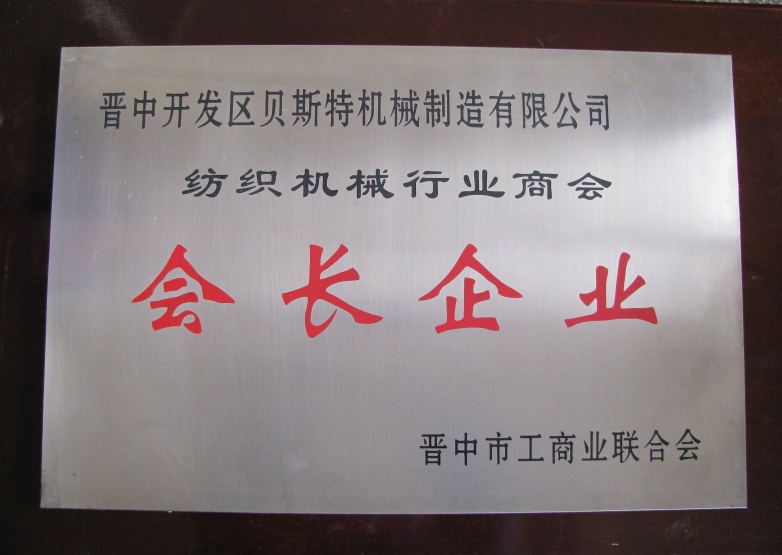 晋中开发区贝斯特机械制造有限公司
纺织机械行业商会
会长企业
晋中市工商业联合会